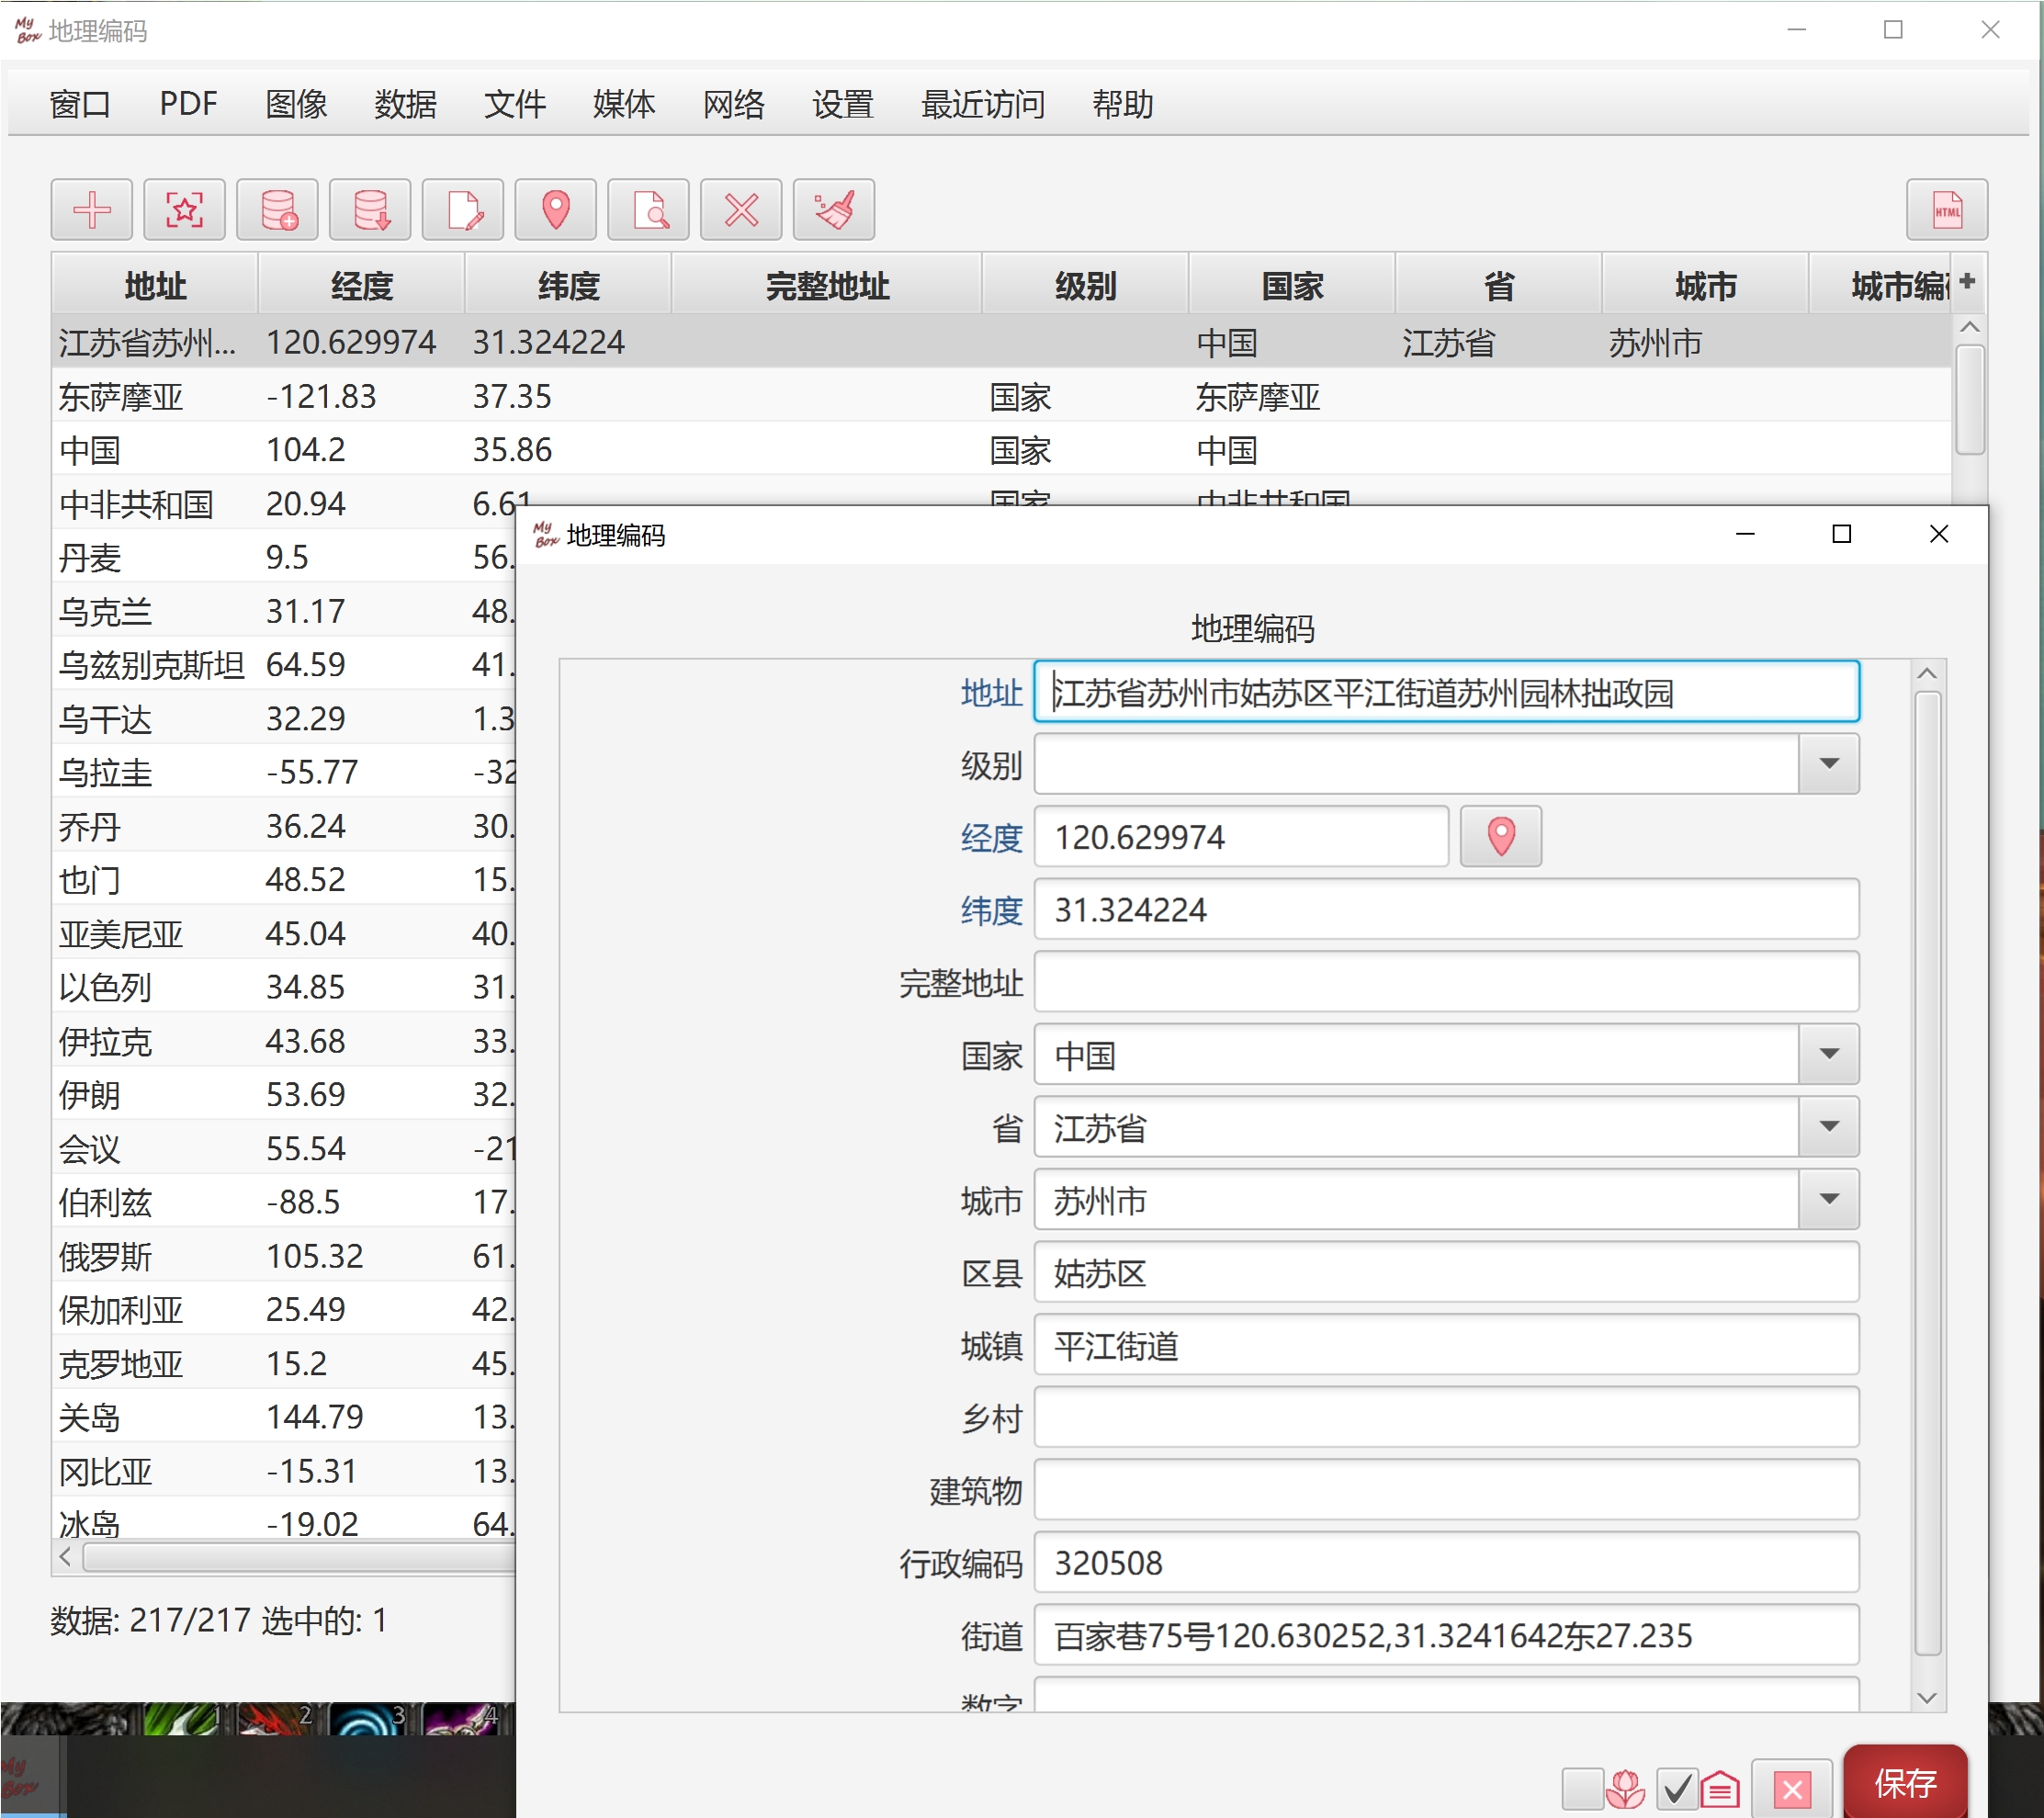 My Box 地理编码
窗口 PDF 图像 数据 文件 媒体 网络 设置 最近访问 帮助
HTML
地址 经度 纬度 完整地址 级别 国家 省 城市 城市编
江苏省苏州... 120.629974 31.324224 中国 江苏省 苏州市
东萨摩亚 -121.83 37.35 国家 东萨摩亚
中国 104.2 35.86 国家 中国
中非共和国 20.94 6.61 国家 中非共和国
丹麦 9.5 56.
乌克兰 31.17 48.
乌兹别克斯坦 64.59 41.
乌干达 32.29 1.3
乌拉圭 -55.77 -32
乔丹 36.24 30.
也门 48.52 15.
亚美尼亚 45.04 40.
以色列 34.85 31.
伊拉克 43.68 33.
伊朗 53.69 32.
会议 55.54 -21
伯利兹 -88.5 17.
俄罗斯 105.32 61.
保加利亚 25.49 42.
克罗地亚 15.2 45.
关岛 144.79 13.
冈比亚 -15.31 13.
冰岛 -19.02 64.
数据: 217/217 选中的: 1
My Box 地理编码
地理编码
地址 江苏省苏州市姑苏区平江街道苏州园林拙政园
级别
经度 120.629974
纬度 31.324224
完整地址
国家 中国
省 江苏省
城市 苏州市
区县 姑苏区
城镇 平江街道
乡村
建筑物
行政编码 320508
街道 百家巷75号120.630252,31.3241642东27.235
数字
保存
1 2 3 4
My Box